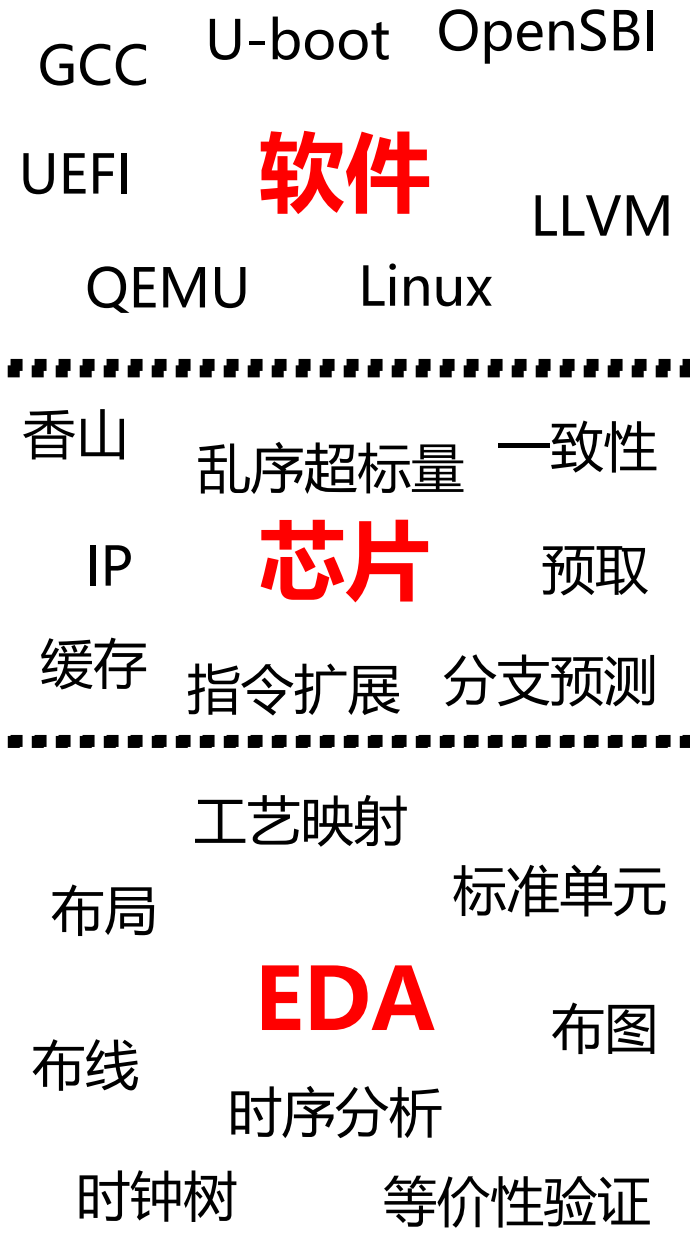 GCC
U-boot
OpenSBI
UEFI
软件
LLVM
QEMU
Linux
香山
乱序超标量
一致性
IP
芯片
预取
缓存
指令扩展
分支预测
工艺映射
布局
标准单元
EDA
布图
布线
时序分析
时钟树
等价性验证